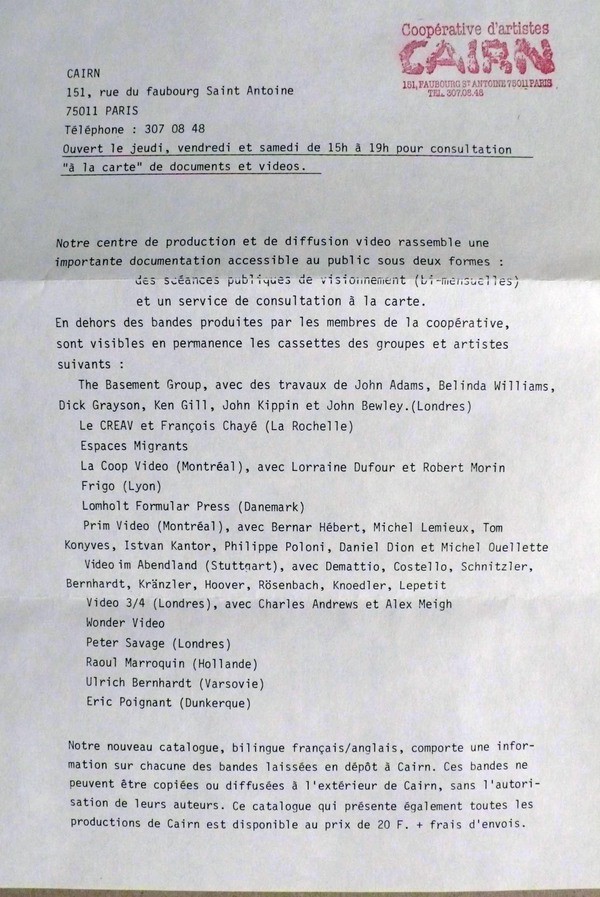 Coopérative d'artistes
CAIRN
151, FAUBOURG ST ANTOINE 75011 PARIS
TEL. 307.08.48
CAIRN
151, rue du faubourg Saint Antoine
75011 PARIS
Téléphone : 307 08 48
Ouvert le jeudi, vendredi et samedi de 15h à 19h pour consultation
"à la carte" de documents et videos.
Notre centre de production et de diffusion video rassemble une
importante documentation accessible au public sous deux formes :
des séances publiques de visionnement (bi-mensuelles)
et un service de consultation à la carte.
En dehors des bandes produites par les membres de la coopérative,
sont visibles en permanence les cassettes des groupes et artistes
suivants :
The Basement Group, avec des travaux de John Adams, Belinda Williams,
Dick Grayson, Ken Gill, John Kippin et John Bewley.(Londres)
Le CREAV et François Chayé (La Rochelle)
Espaces Migrants
La Coop Video (Montréal), avec Lorraine Dufour et Robert Morin
Frigo (Lyon)
Lomholt Formular Press (Danemark)
Prim Video (Montréal), avec Bernar Hébert, Michel Lemieux, Tom
Konyves, Istvan Kantor, Philippe Poloni, Daniel Dion et Michel Ouellette
Video im Abendland (Stuttnart), avec Demattio, Costello, Schnitzler,
Bernhardt, Kränzler, Hoover, Rösenbach, Knoedler, Lepetit
Video 3/4 (Londres), avec Charles Andrews et Alex Meigh
Wonder Video
Peter Savage (Londres)
Raoul Marroquin (Hollande)
Ulrich Bernhardt (Varsovie)
Eric Poignant (Dunkerque)
Notre nouveau catalogue, bilingue français/anglais, comporte une infor-
mation sur chacune des bandes laissées en dépôt à Cairn. Ces bandes ne
peuvent être copiées ou diffusées à l'extérieur de Cairn, sans l'autori-
sation de leurs auteurs. Ce catalogue qui présente également toutes les
productions de Cairn est disponible au prix de 20 F. + frais d'envois.